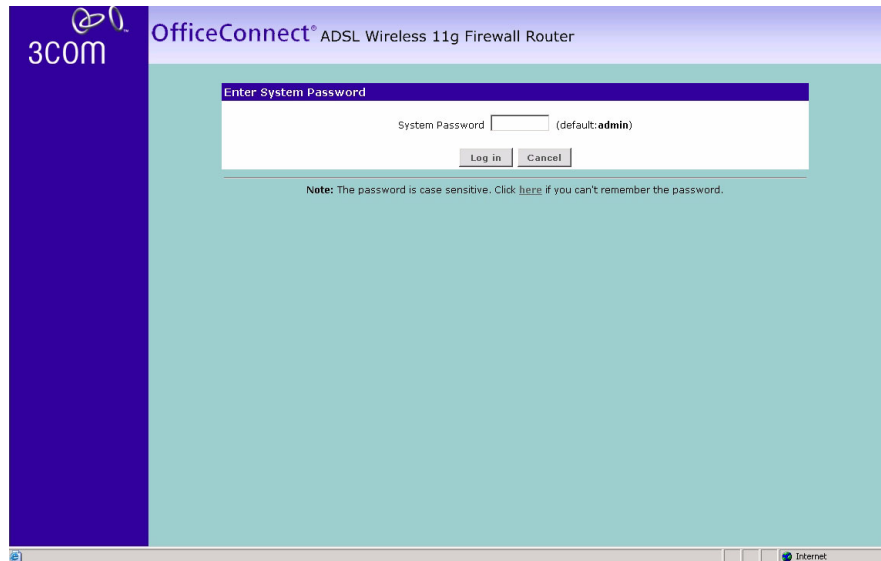 3COM
OfficeConnect® ADSL Wireless 11g Firewall Router
Enter System Password
System Password (default:admin)
Log in Cancel
Note: The password is case sensitive. Click here if you can't remember the password.
Internet